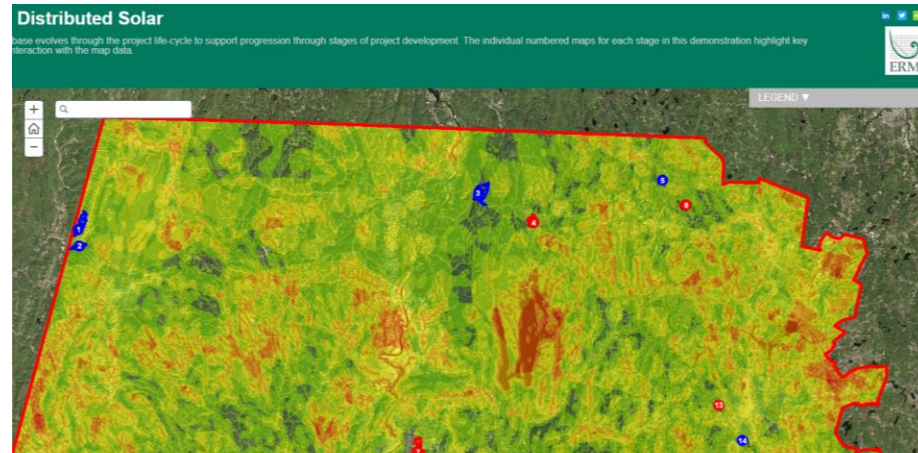 Distributed Solar
base evolves through the project life-cycle to support progression through stages of project development. The individual numbered maps for each stage in this demonstration highlight key
nteraction with the map data.
in
ERM
LEGEND ▼
+
−
3
5
6
4
1
2
13
14